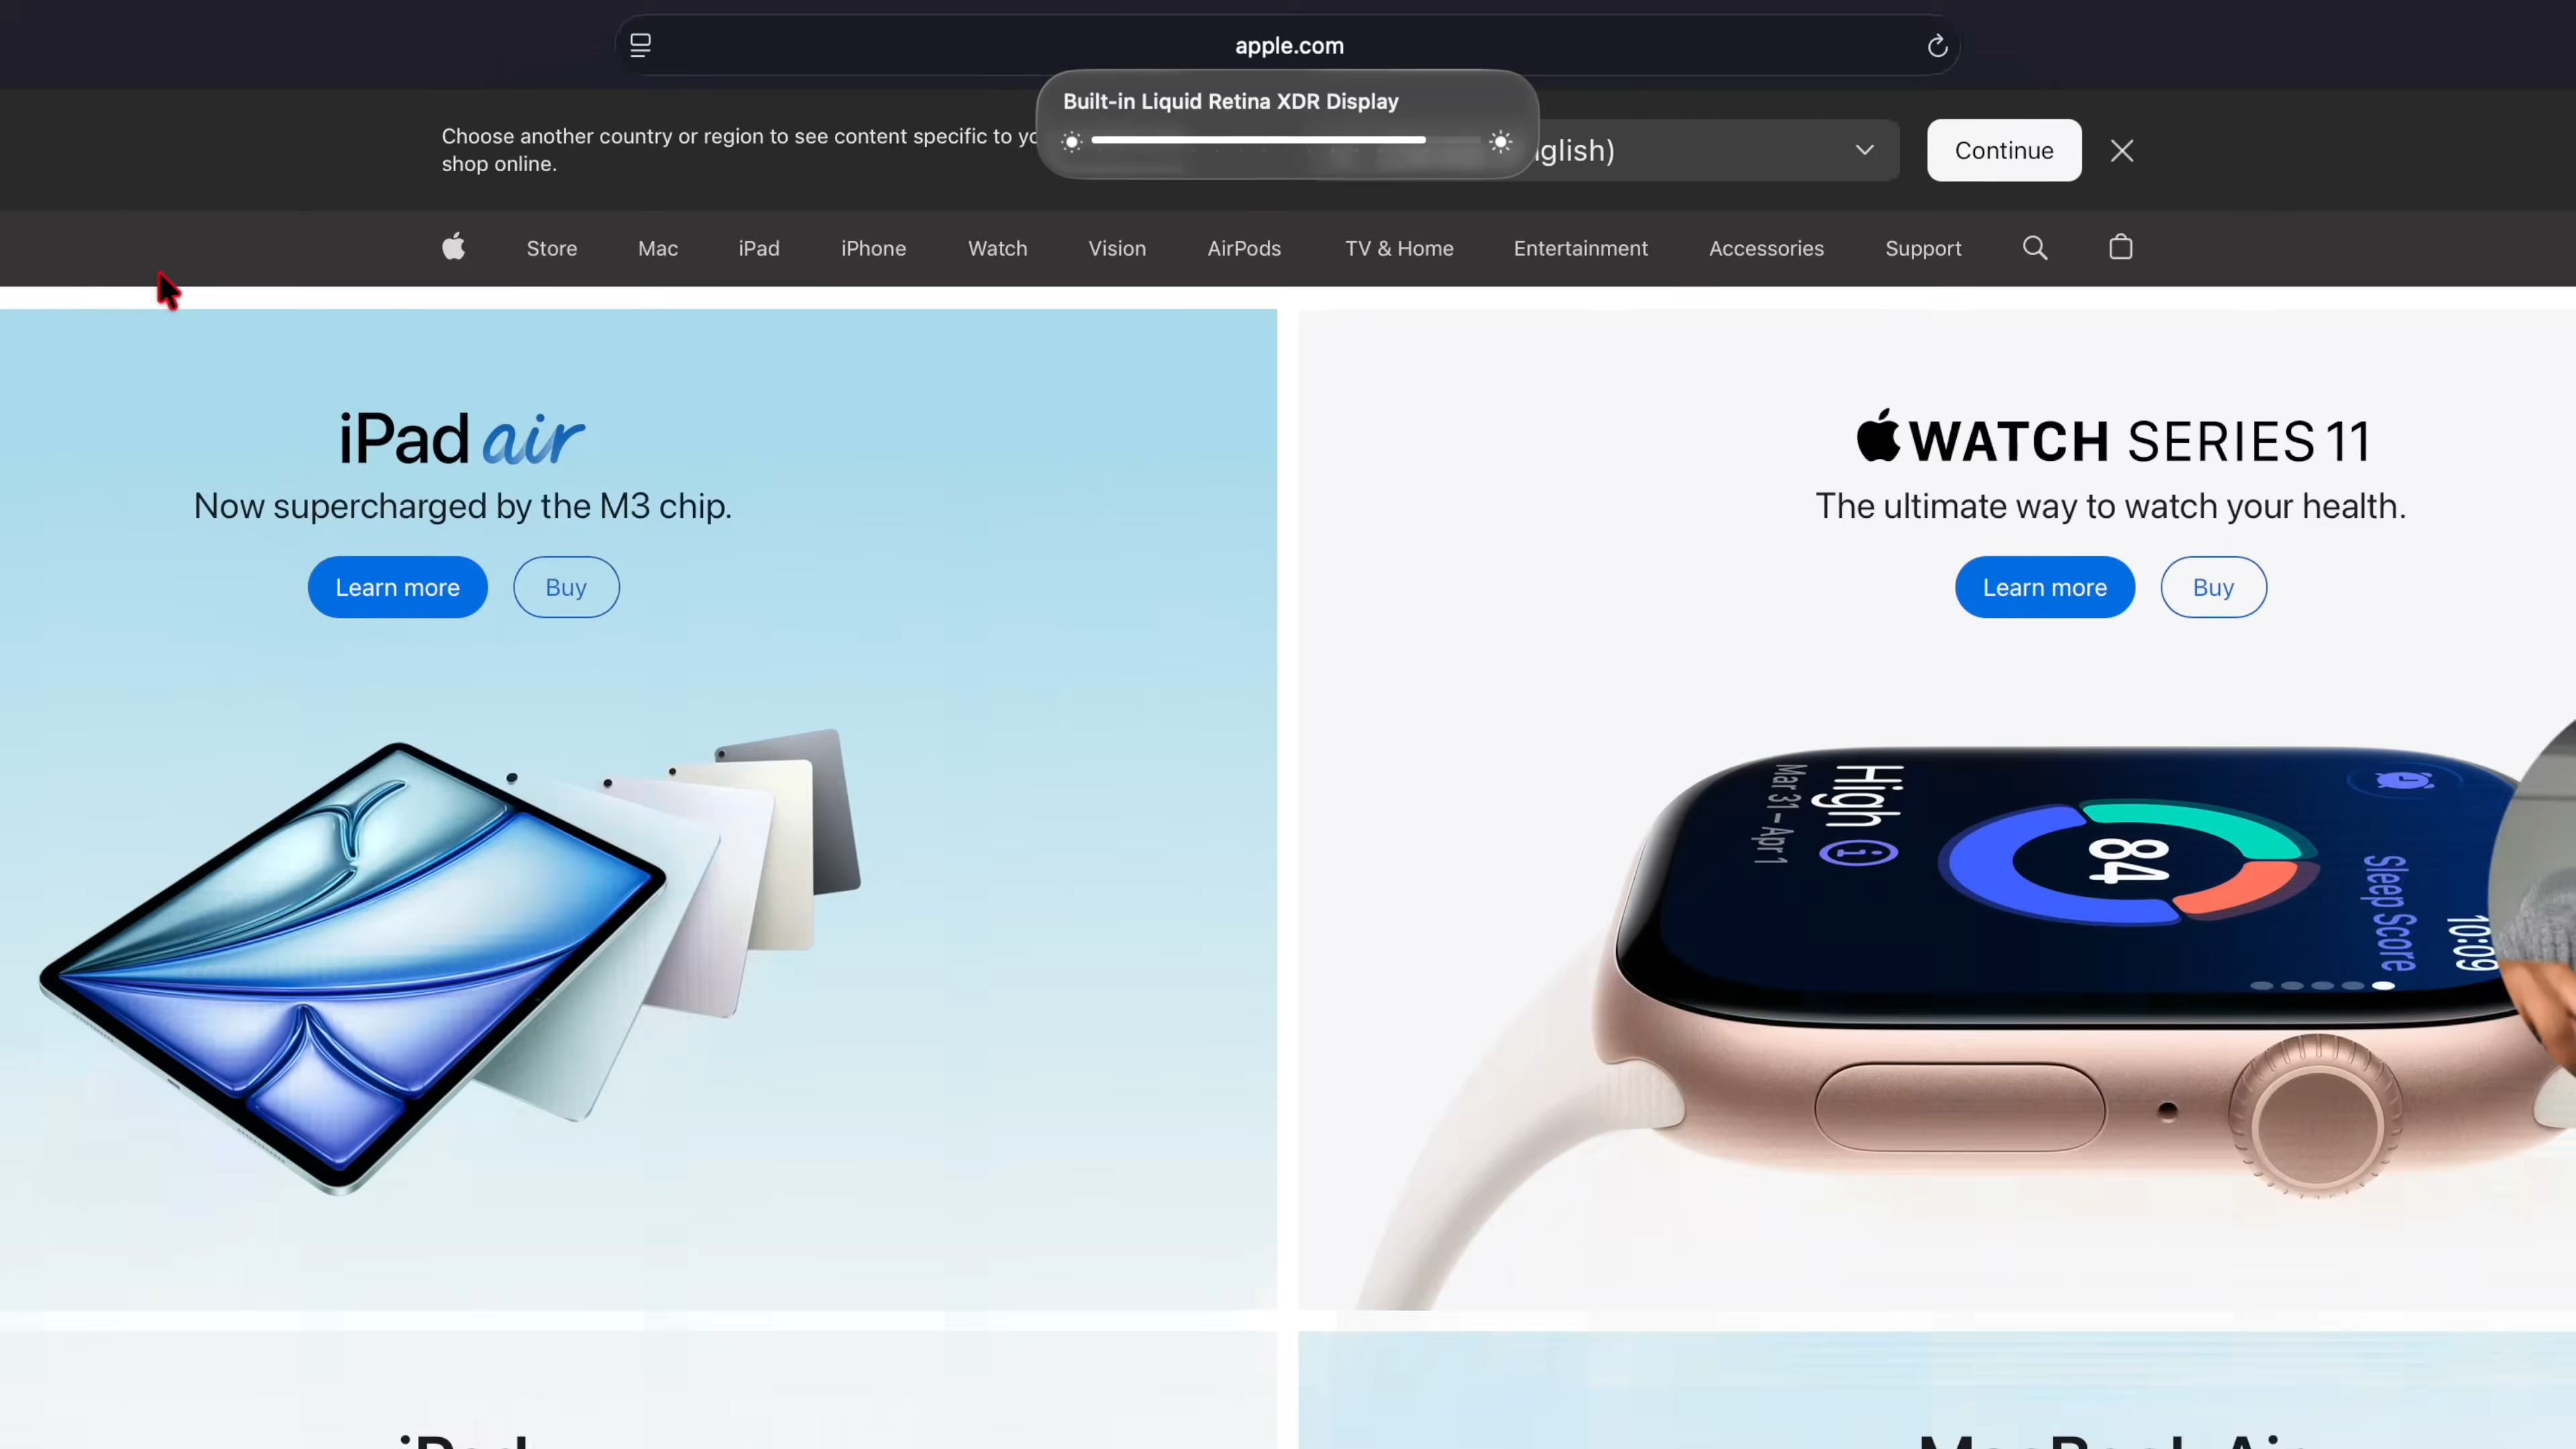 apple.com
Built-in Liquid Retina XDR Display
Choose another country or region to see content specific to
shop online.
Continue
Store Mac iPad iPhone Watch Vision AirPods TV & Home Entertainment Accessories Support
iPad air
Now supercharged by the M3 chip.
Learn more Buy
WATCH SERIES 11
The ultimate way to watch your health.
Learn more Buy
High
Mar 31 – Apr 1
84
Sleep Score
10:09
iPad
MacBook Air